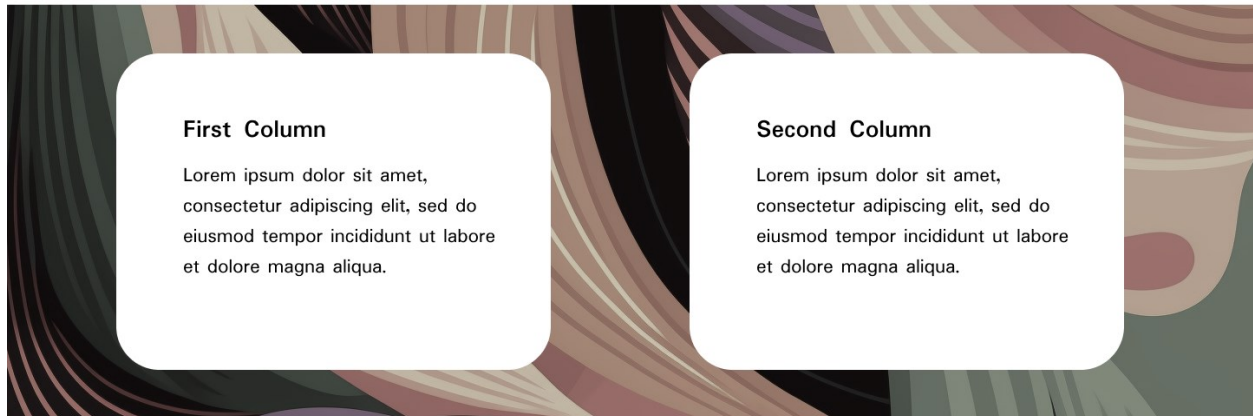 First Column
Lorem ipsum dolor sit amet,
consectetur adipiscing elit, sed do
eiusmod tempor incididunt ut labore
et dolore magna aliqua.
Second Column
Lorem ipsum dolor sit amet,
consectetur adipiscing elit, sed do
eiusmod tempor incididunt ut labore
et dolore magna aliqua.